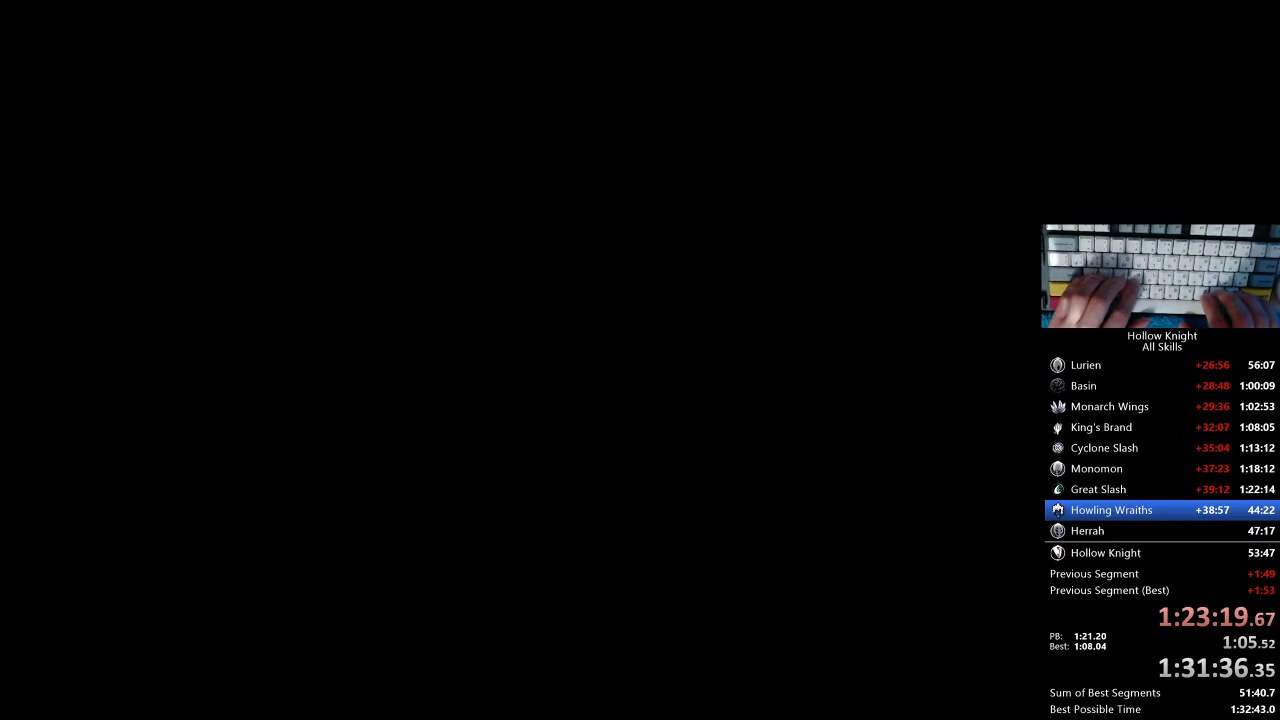 Hollow Knight
All Skills
Lurien +26:56 56:07
Basin +28:48 1:00:09
Monarch Wings +29:36 1:02:53
King's Brand +32:07 1:08:05
Cyclone Slash +35:04 1:13:12
Monomon +37:23 1:18:12
Great Slash +39:12 1:22:14
Howling Wraiths +38:57 44:22
Herrah 47:17
Hollow Knight 53:47
Previous Segment +1:49
Previous Segment (Best) +1:53
1:23:19.67
PB: 1:21.20
Best: 1:08.04
1:05.52
1:31:36.35
Sum of Best Segments 51:40.7
Best Possible Time 1:32:43.0